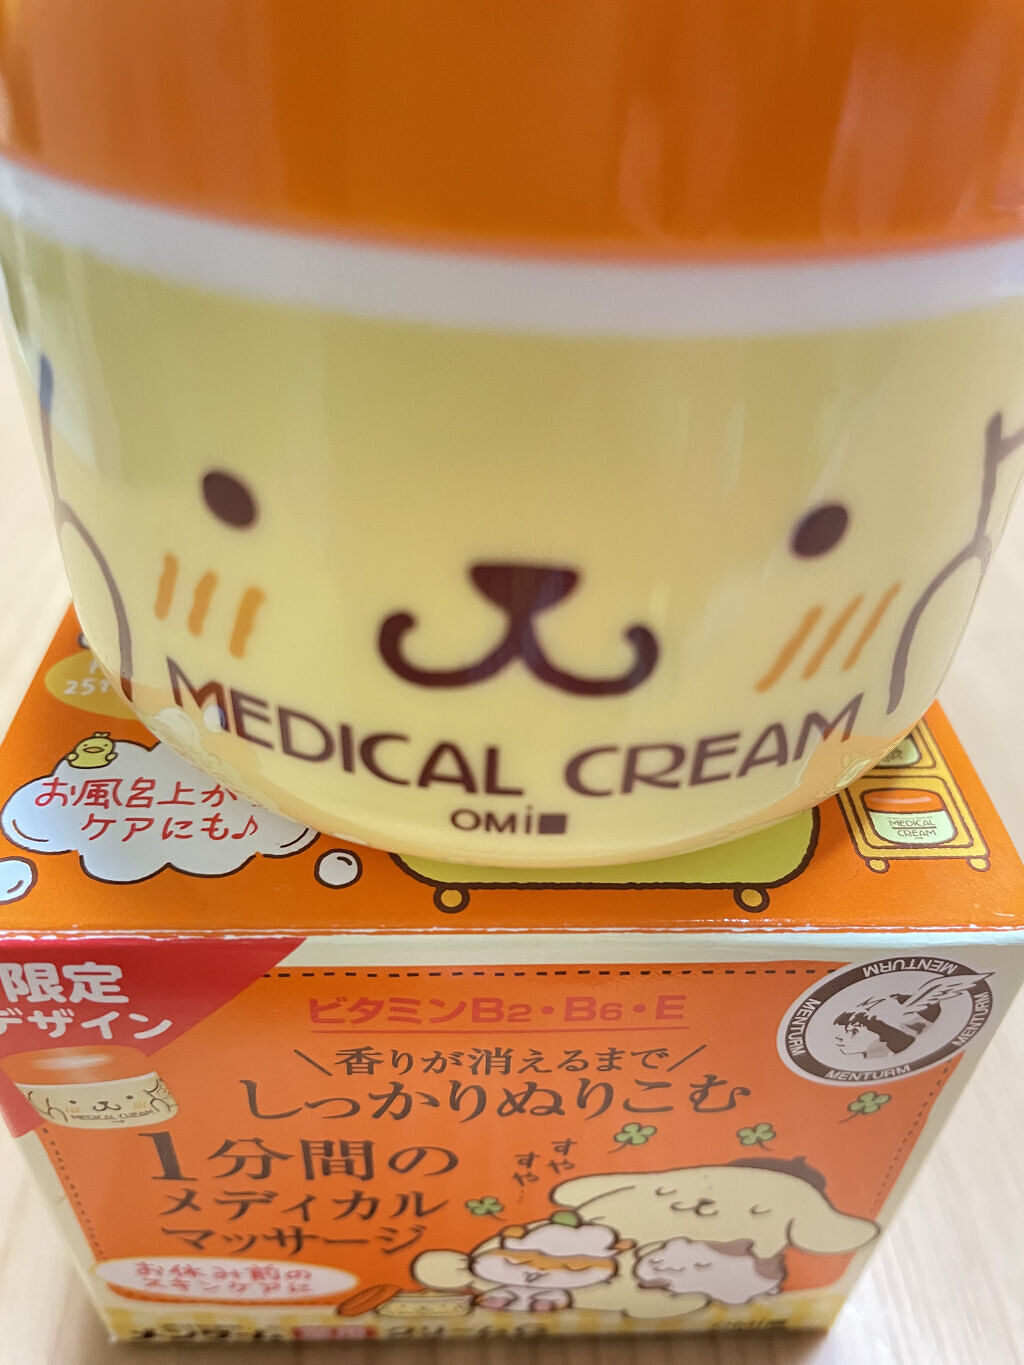 MEDICAL CREAM
OMi
お風呂上が
ケアにも♪
MEDICAL
CREAM
限定
デザイン
MEDICAL CREAM
ビタミンB2・B6・E
＼香りが消えるまで／
しっかりぬりこむ
1分間の
メディカル
マッサージ
お休み前の
スキンケアに
すや
すや…
MENTURM
MENTURM
MENTURM
MENTURM